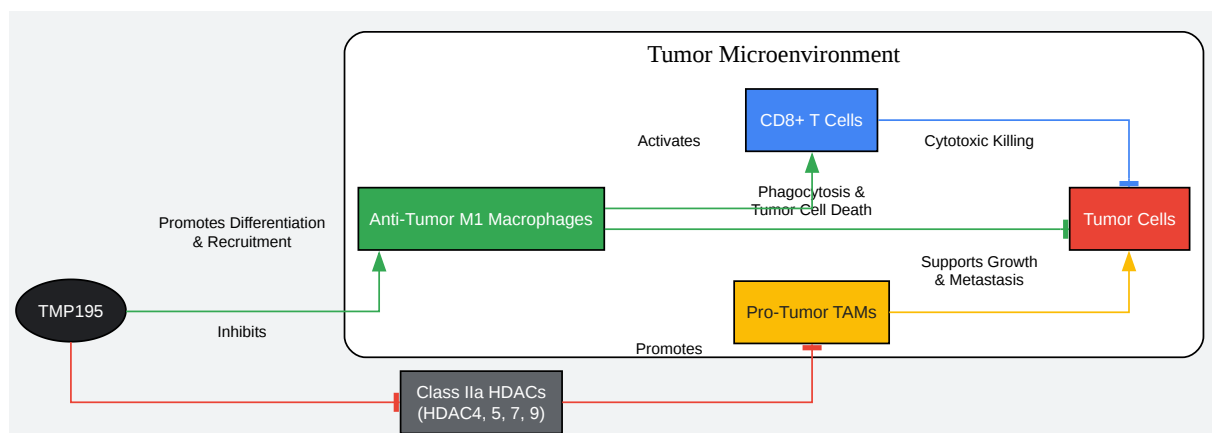 Tumor Microenvironment
CD8+ T Cells
Activates
Cytotoxic Killing
Phagocytosis &
Tumor Cell Death
Anti-Tumor M1 Macrophages
Tumor Cells
Promotes Differentiation
& Recruitment
Supports Growth
& Metastasis
TMP195
Pro-Tumor TAMs
Inhibits
Promotes
Class IIa HDACs
(HDAC4, 5, 7, 9)